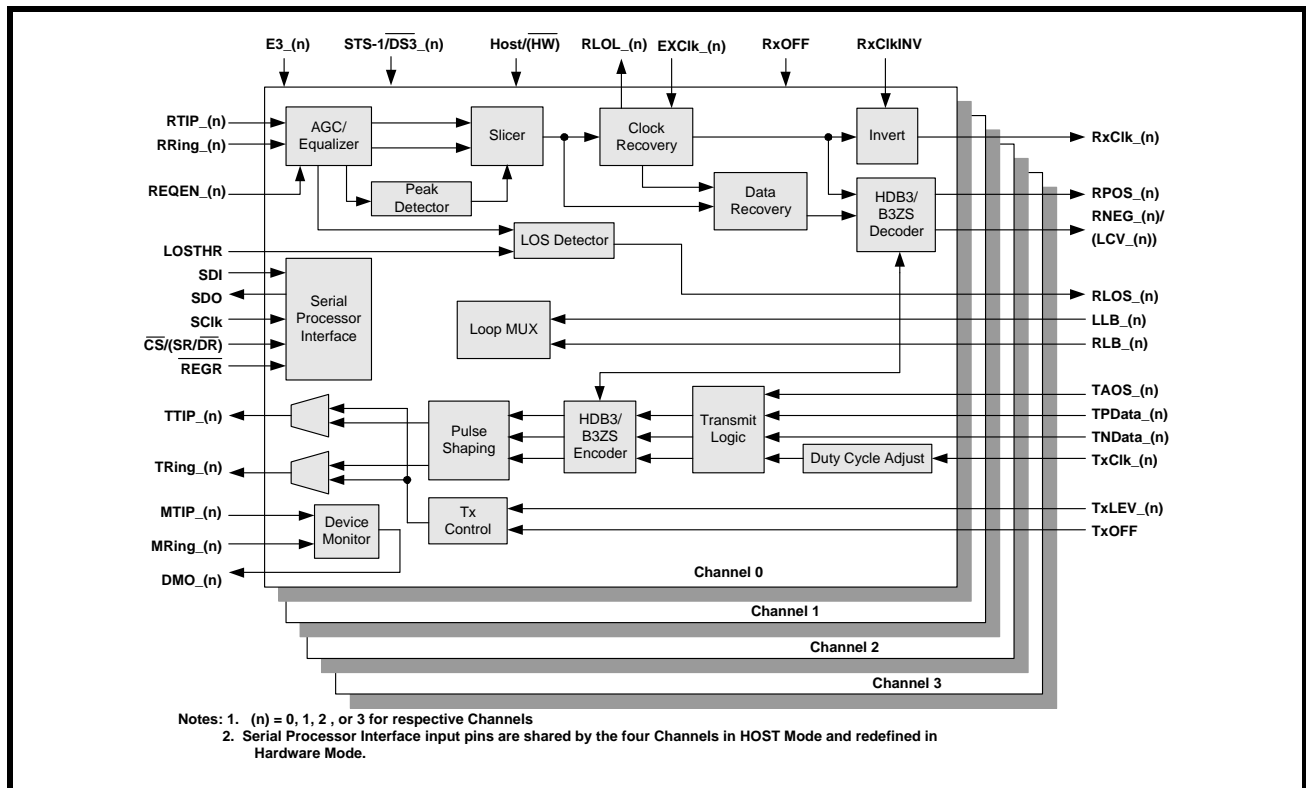 E3_(n)
STS-1/DS3_(n)
Host/(HW)
RLOL_(n)
EXClk_(n)
RxOFF
RxClkINV
RTIP_(n)
RRing_(n)
REQEN_(n)
LOSTHR
SDI
SDO
SClk
CS/(SR/DR)
REGR
TTIP_(n)
TRing_(n)
MTIP_(n)
MRing_(n)
DMO_(n)
AGC/
Equalizer
Peak
Detector
Slicer
Clock
Recovery
Data
Recovery
Invert
HDB3/
B3ZS
Decoder
LOS Detector
Serial
Processor
Interface
Loop MUX
Pulse
Shaping
HDB3/
B3ZS
Encoder
Transmit
Logic
Duty Cycle Adjust
Tx
Control
Device
Monitor
RxClk_(n)
RPOS_(n)
RNEG_(n)/
(LCV_(n))
RLOS_(n)
LLB_(n)
RLB_(n)
TAOS_(n)
TPData_(n)
TNData_(n)
TxClk_(n)
TxLEV_(n)
TxOFF
Channel 0
Channel 1
Channel 2
Channel 3
Notes: 1. (n) = 0, 1, 2 , or 3 for respective Channels
2. Serial Processor Interface input pins are shared by the four Channels in HOST Mode and redefined in
Hardware Mode.